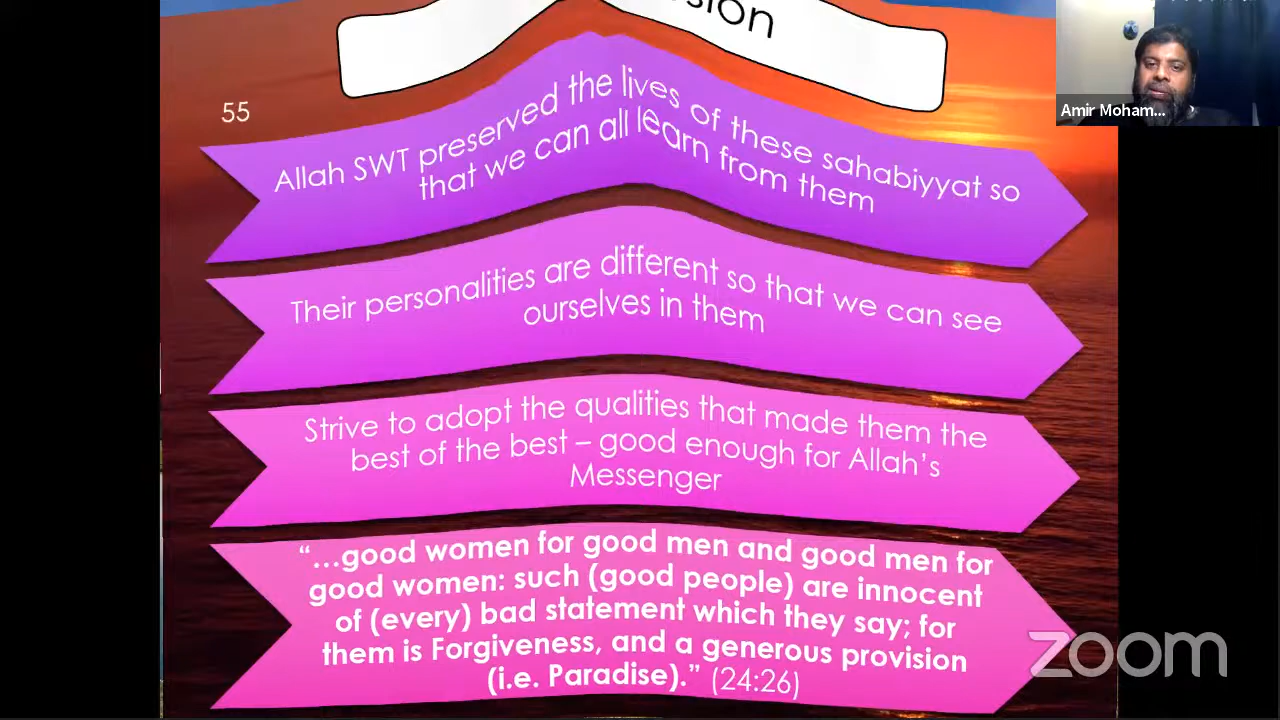 55
Allah SWT preserved the lives of these sahabiyyat so
that we can all learn from them
Their personalities are different so that we can see
ourselves in them
Strive to adopt the qualities that made them the
best of the best – good enough for Allah’s
Messenger
“…good women for good men and good men for
good women: such (good people) are innocent
of (every) bad statement which they say; for
them is Forgiveness, and a generous provision
(i.e. Paradise).” (24:26)
Amir Moham...
zoom